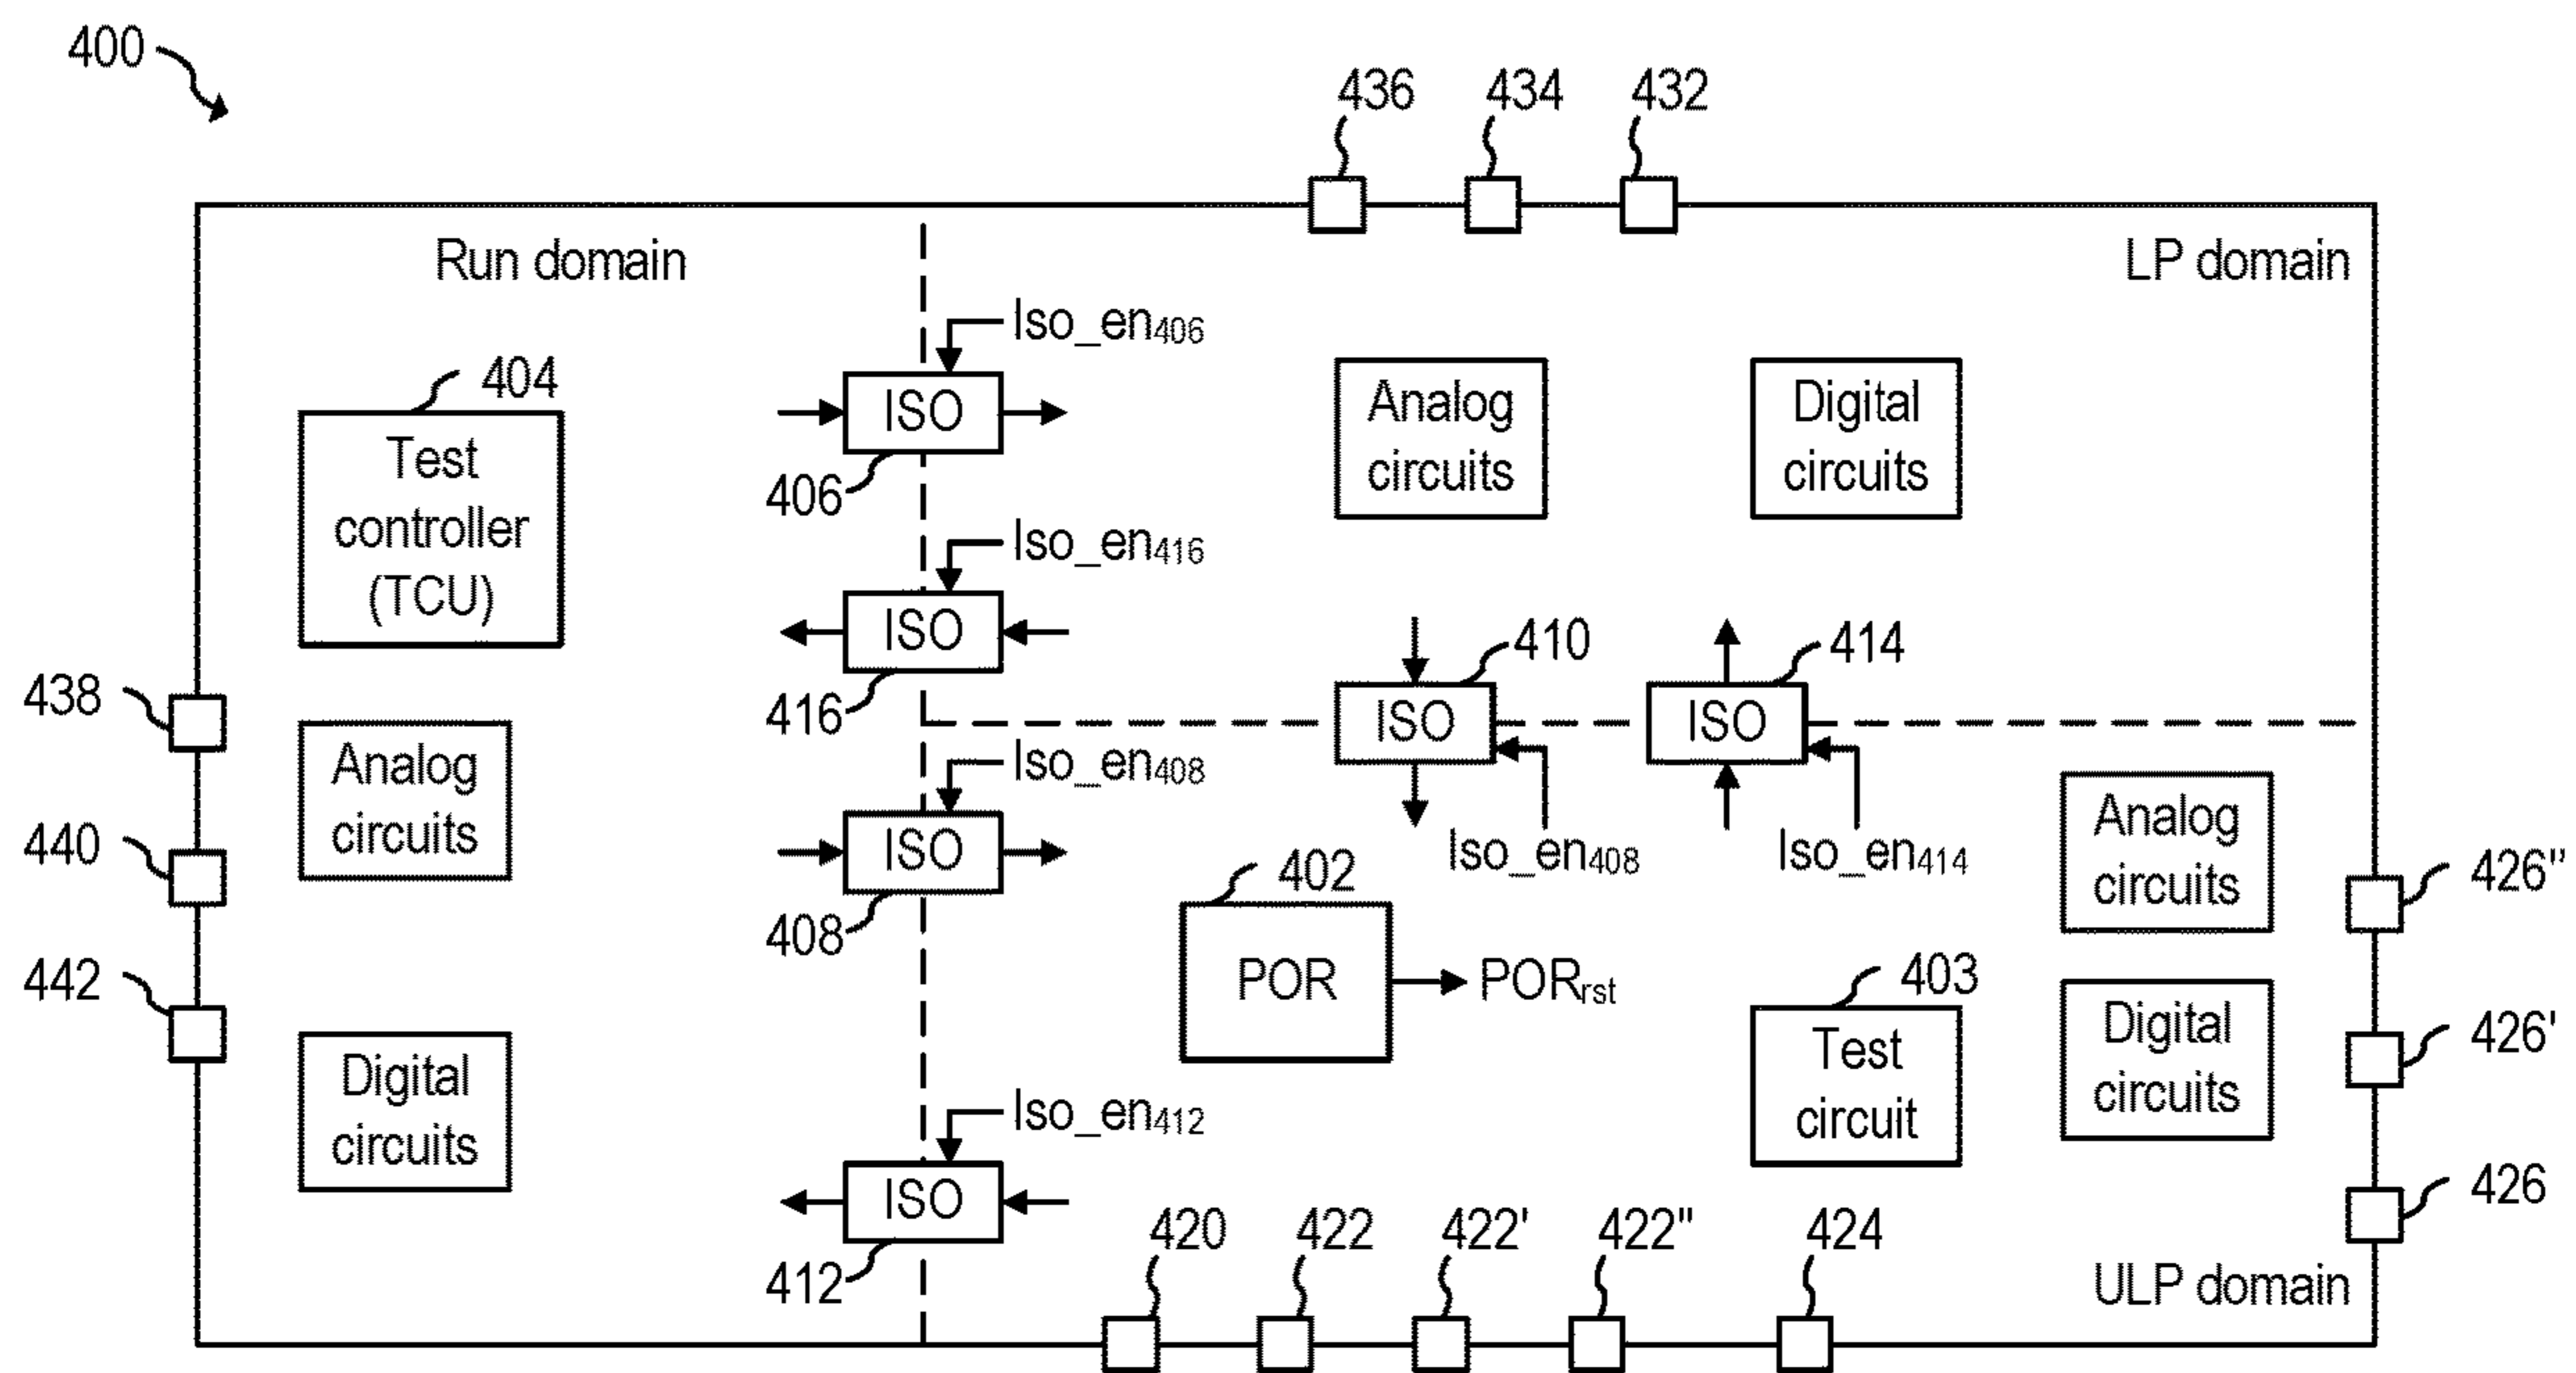 400
436 434 432
Run domain
LP domain
Iso_en406
404
ISO
406
Test
controller
(TCU)
Analog
circuits
Digital
circuits
Iso_en416
ISO
416
410
414
438
ISO
ISO
Analog
circuits
Iso_en408
ISO
408
Iso_en408
Iso_en414
Analog
circuits
440
402
426"
POR
PORrst
403
442
Test
circuit
Digital
circuits
426'
Digital
circuits
Iso_en412
ISO
412
426
420 422 422' 422" 424
ULP domain